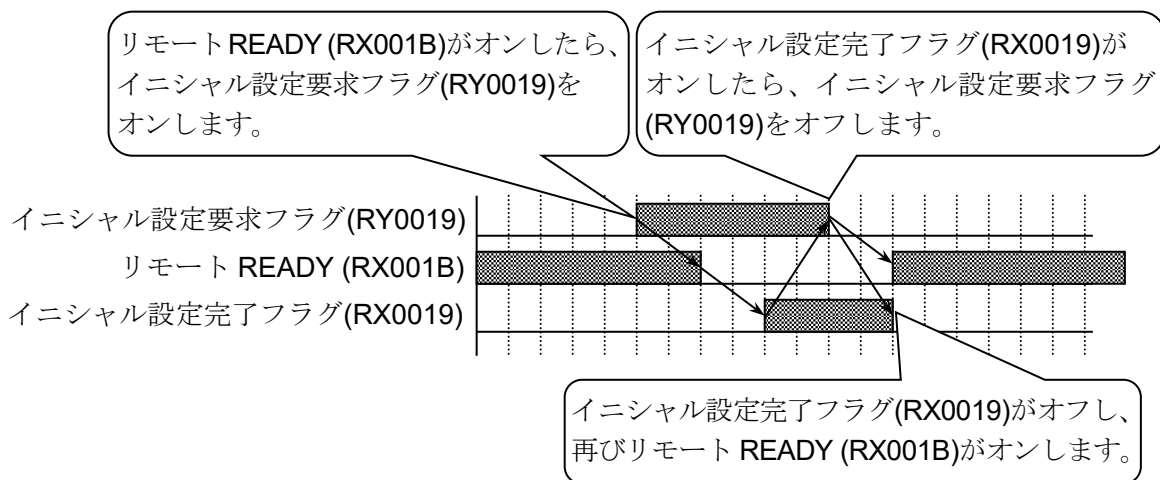 リモート READY (RX001B)がオンしたら、
イニシャル設定要求フラグ(RY0019)を
オンします。
イニシャル設定完了フラグ(RX0019)が
オンしたら、イニシャル設定要求フラグ
(RY0019)をオフします。
イニシャル設定要求フラグ(RY0019)
リモート READY (RX001B)
イニシャル設定完了フラグ(RX0019)
イニシャル設定完了フラグ(RX0019)がオフし、
再びリモート READY (RX001B)がオンします。